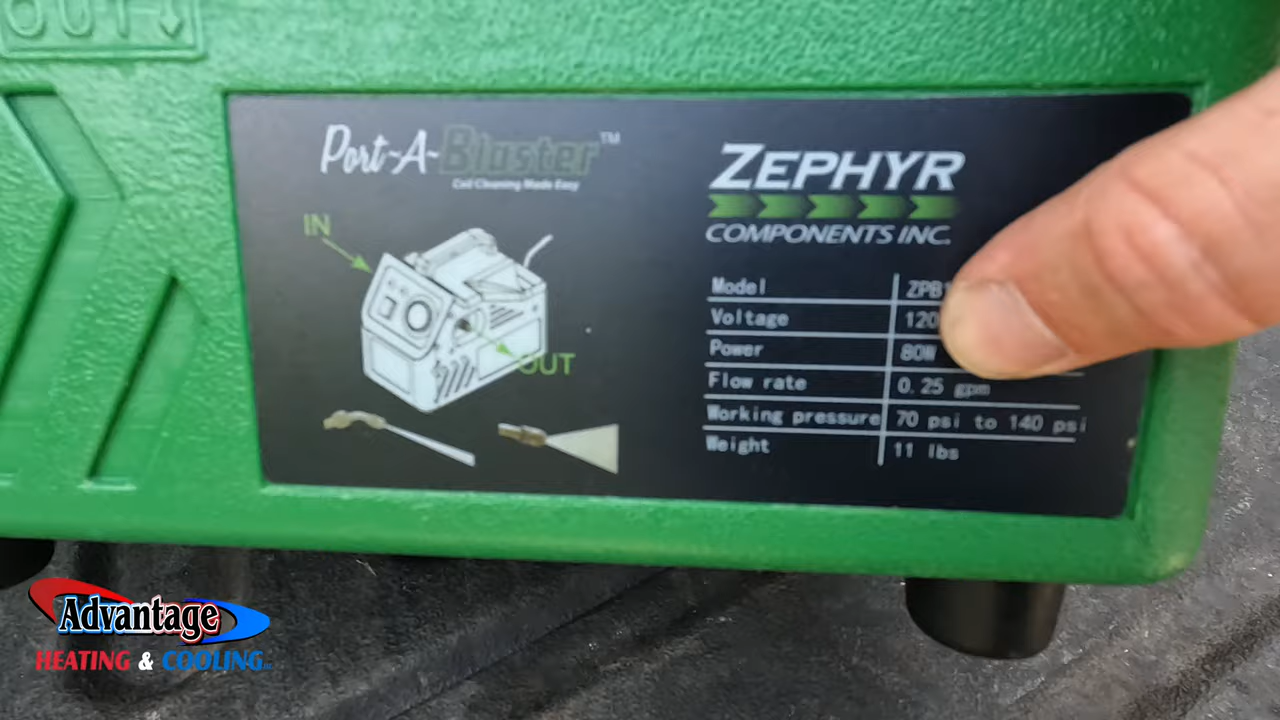 OUT↓
Port-A-Blaster™
Coil Cleaning Made Easy
IN
OUT
ZEPHYR
COMPONENTS INC.
Model
Voltage 120
Power 80W
Flow rate 0.25 gpm
Working pressure 70 psi to 140 psi
Weight 11 lbs
Advantage
HEATING & COOLING